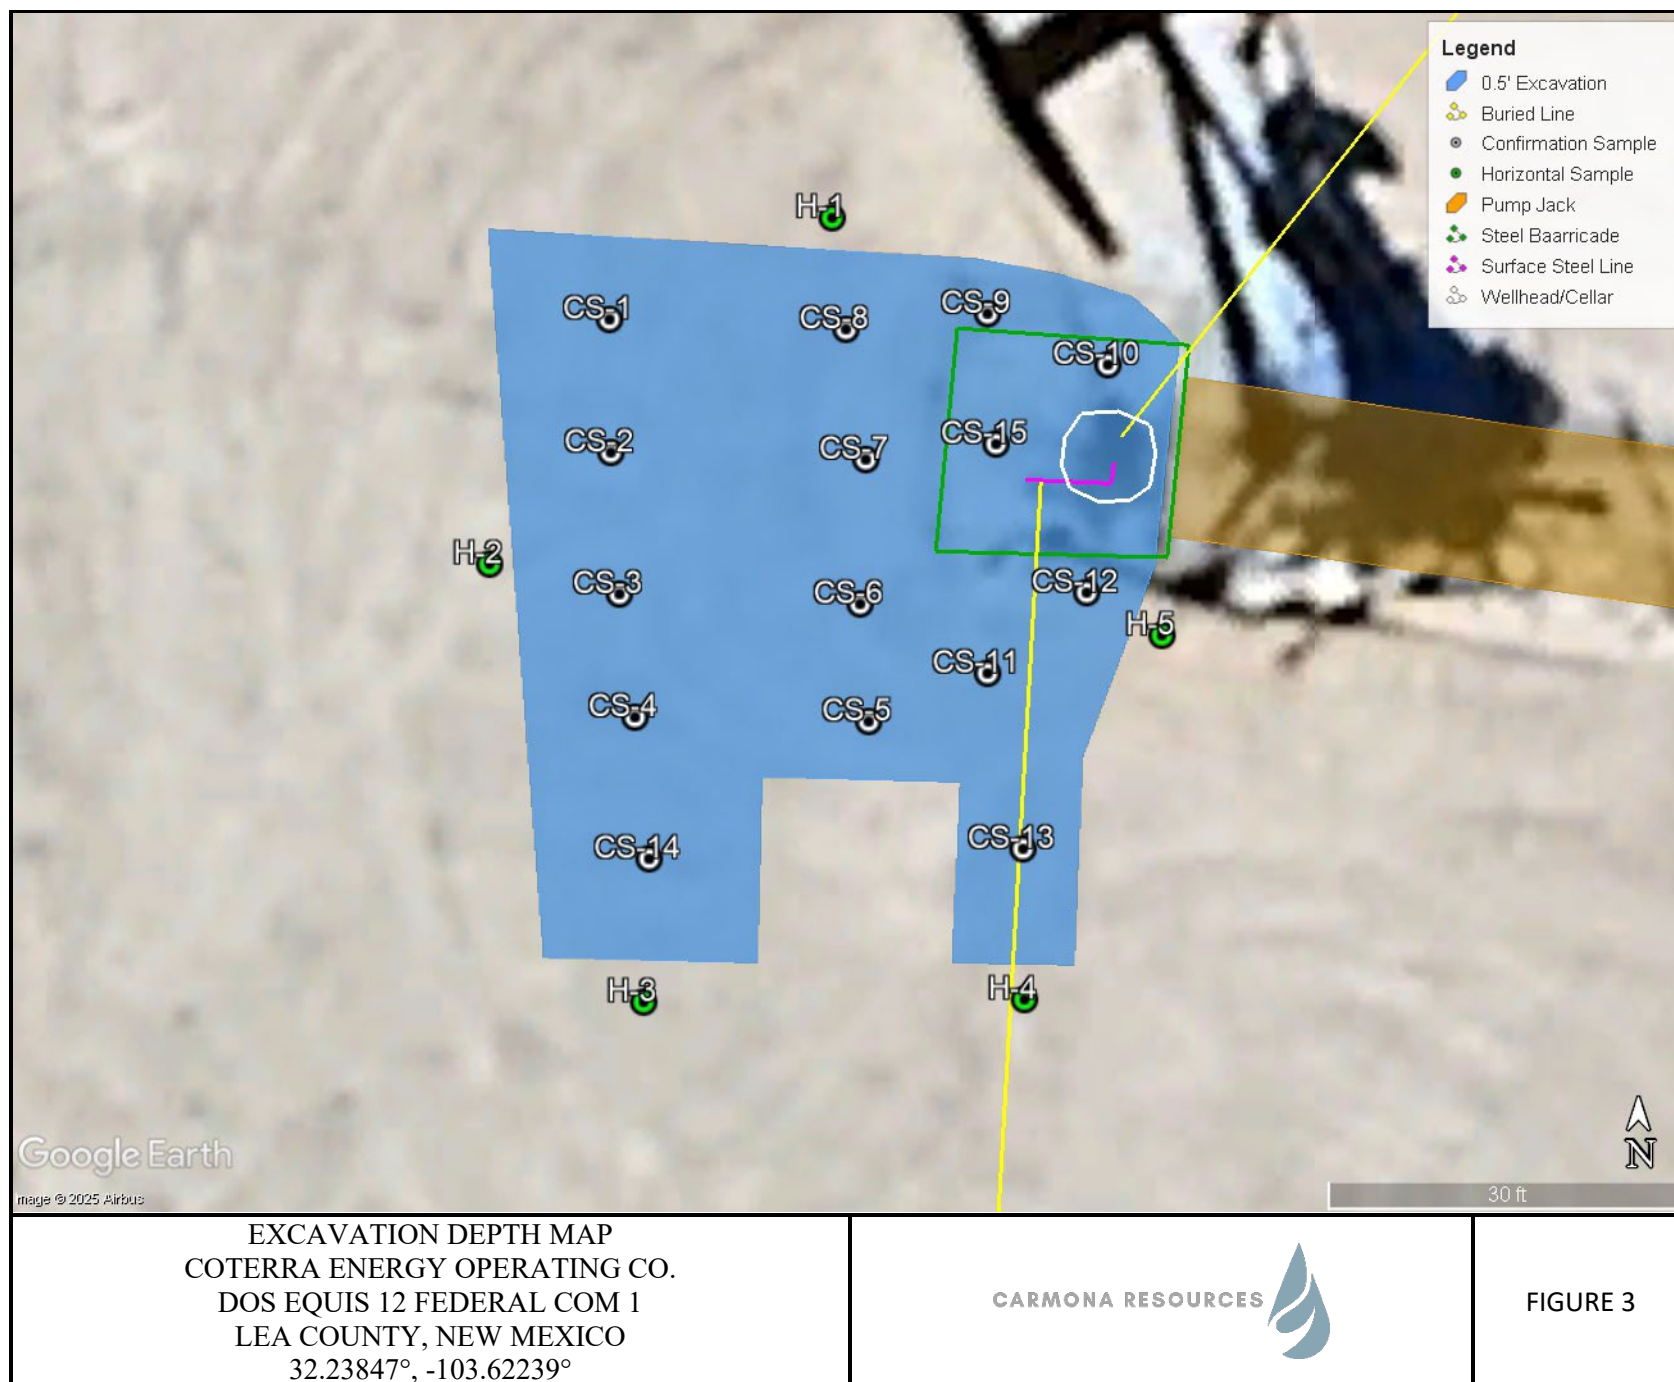 Legend
0.5' Excavation
Buried Line
Confirmation Sample
Horizontal Sample
Pump Jack
Steel Baarricade
Surface Steel Line
Wellhead/Cellar
H-1
CS-1
CS-8
CS-9
CS-10
CS-2
CS-7
CS-15
H-2
CS-3
CS-6
CS-12
H-5
CS-11
CS-4
CS-5
CS-14
CS-13
H-3
H-4
Google Earth
mage © 2025 Airbus
N
30 ft
EXCAVATION DEPTH MAP
COTERRA ENERGY OPERATING CO.
DOS EQUIS 12 FEDERAL COM 1
LEA COUNTY, NEW MEXICO
32.23847°, -103.62239°
CARMONA RESOURCES
FIGURE 3